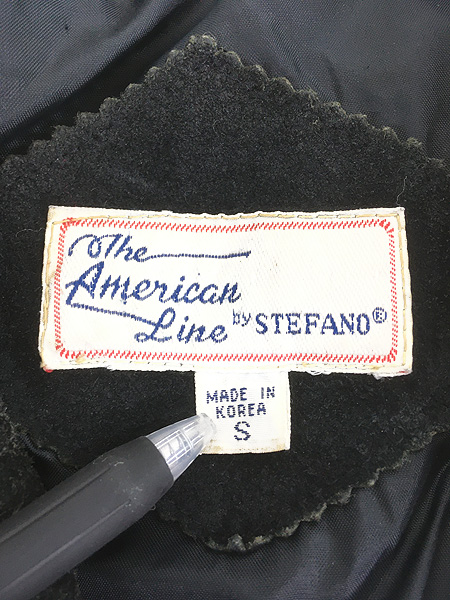 The
American
Line by STEFANO®
MADE IN
KOREA
S